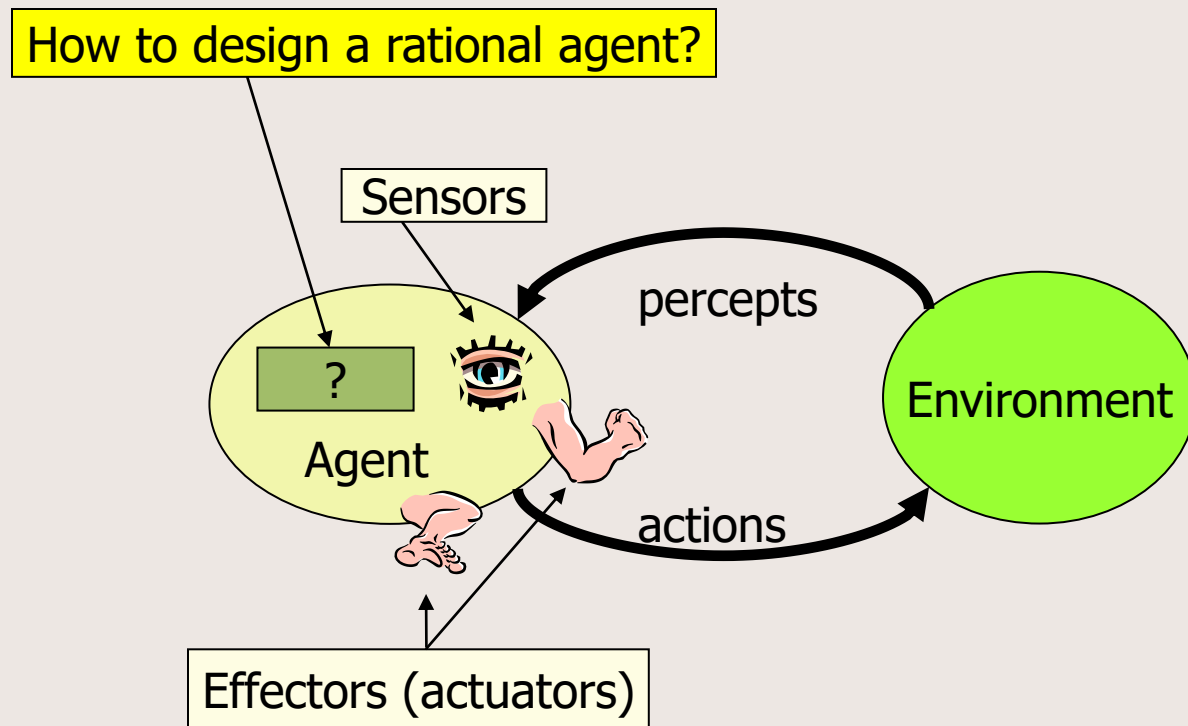 How to design a rational agent?
Sensors
percepts
?
Environment
Agent
actions
Effectors (actuators)